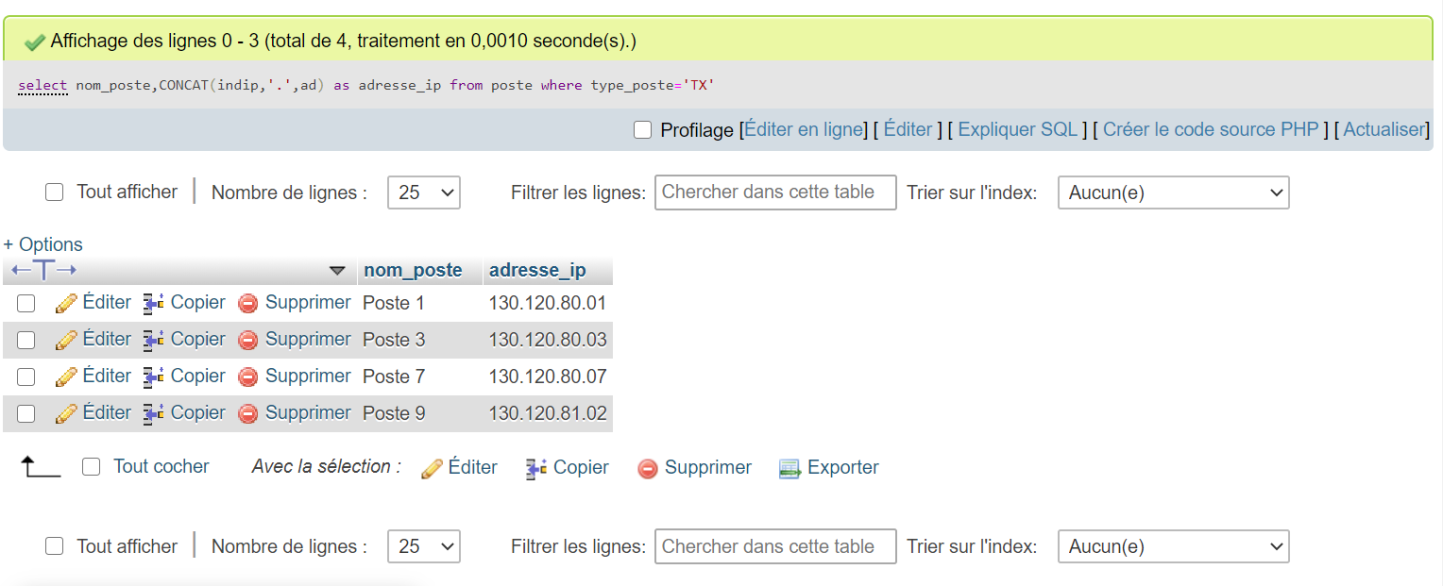 Affichage des lignes 0 - 3 (total de 4, traitement en 0,0010 seconde(s).)
select nom_poste,CONCAT(indip,'.',ad) as adresse_ip from poste where type_poste='TX'
Profilage [Éditer en ligne] [ Éditer ] [ Expliquer SQL ] [ Créer le code source PHP ] [ Actualiser]
Tout afficher | Nombre de lignes : 25 Filtrer les lignes: Chercher dans cette table Trier sur l'index: Aucun(e)
+ Options
←T→ nom_poste adresse_ip
Éditer Copier Supprimer Poste 1 130.120.80.01
Éditer Copier Supprimer Poste 3 130.120.80.03
Éditer Copier Supprimer Poste 7 130.120.80.07
Éditer Copier Supprimer Poste 9 130.120.81.02
Tout cocher Avec la sélection : Éditer Copier Supprimer Exporter
Tout afficher | Nombre de lignes : 25 Filtrer les lignes: Chercher dans cette table Trier sur l'index: Aucun(e)